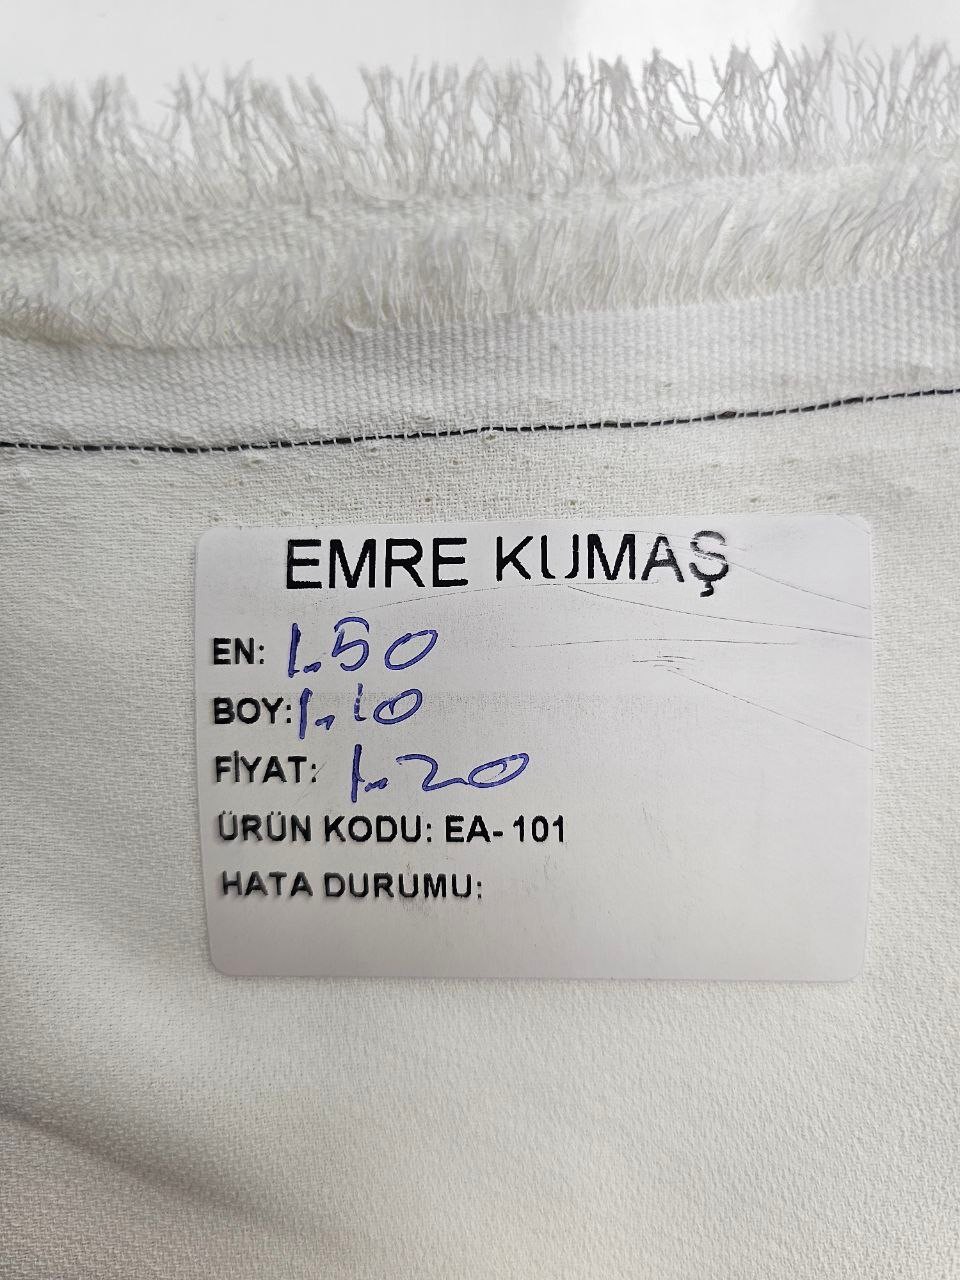 EMRE KUMAŞ
EN: 1.50
BOY: 1.10
FİYAT: 1.20
ÜRÜN KODU: EA-101
HATA DURUMU: